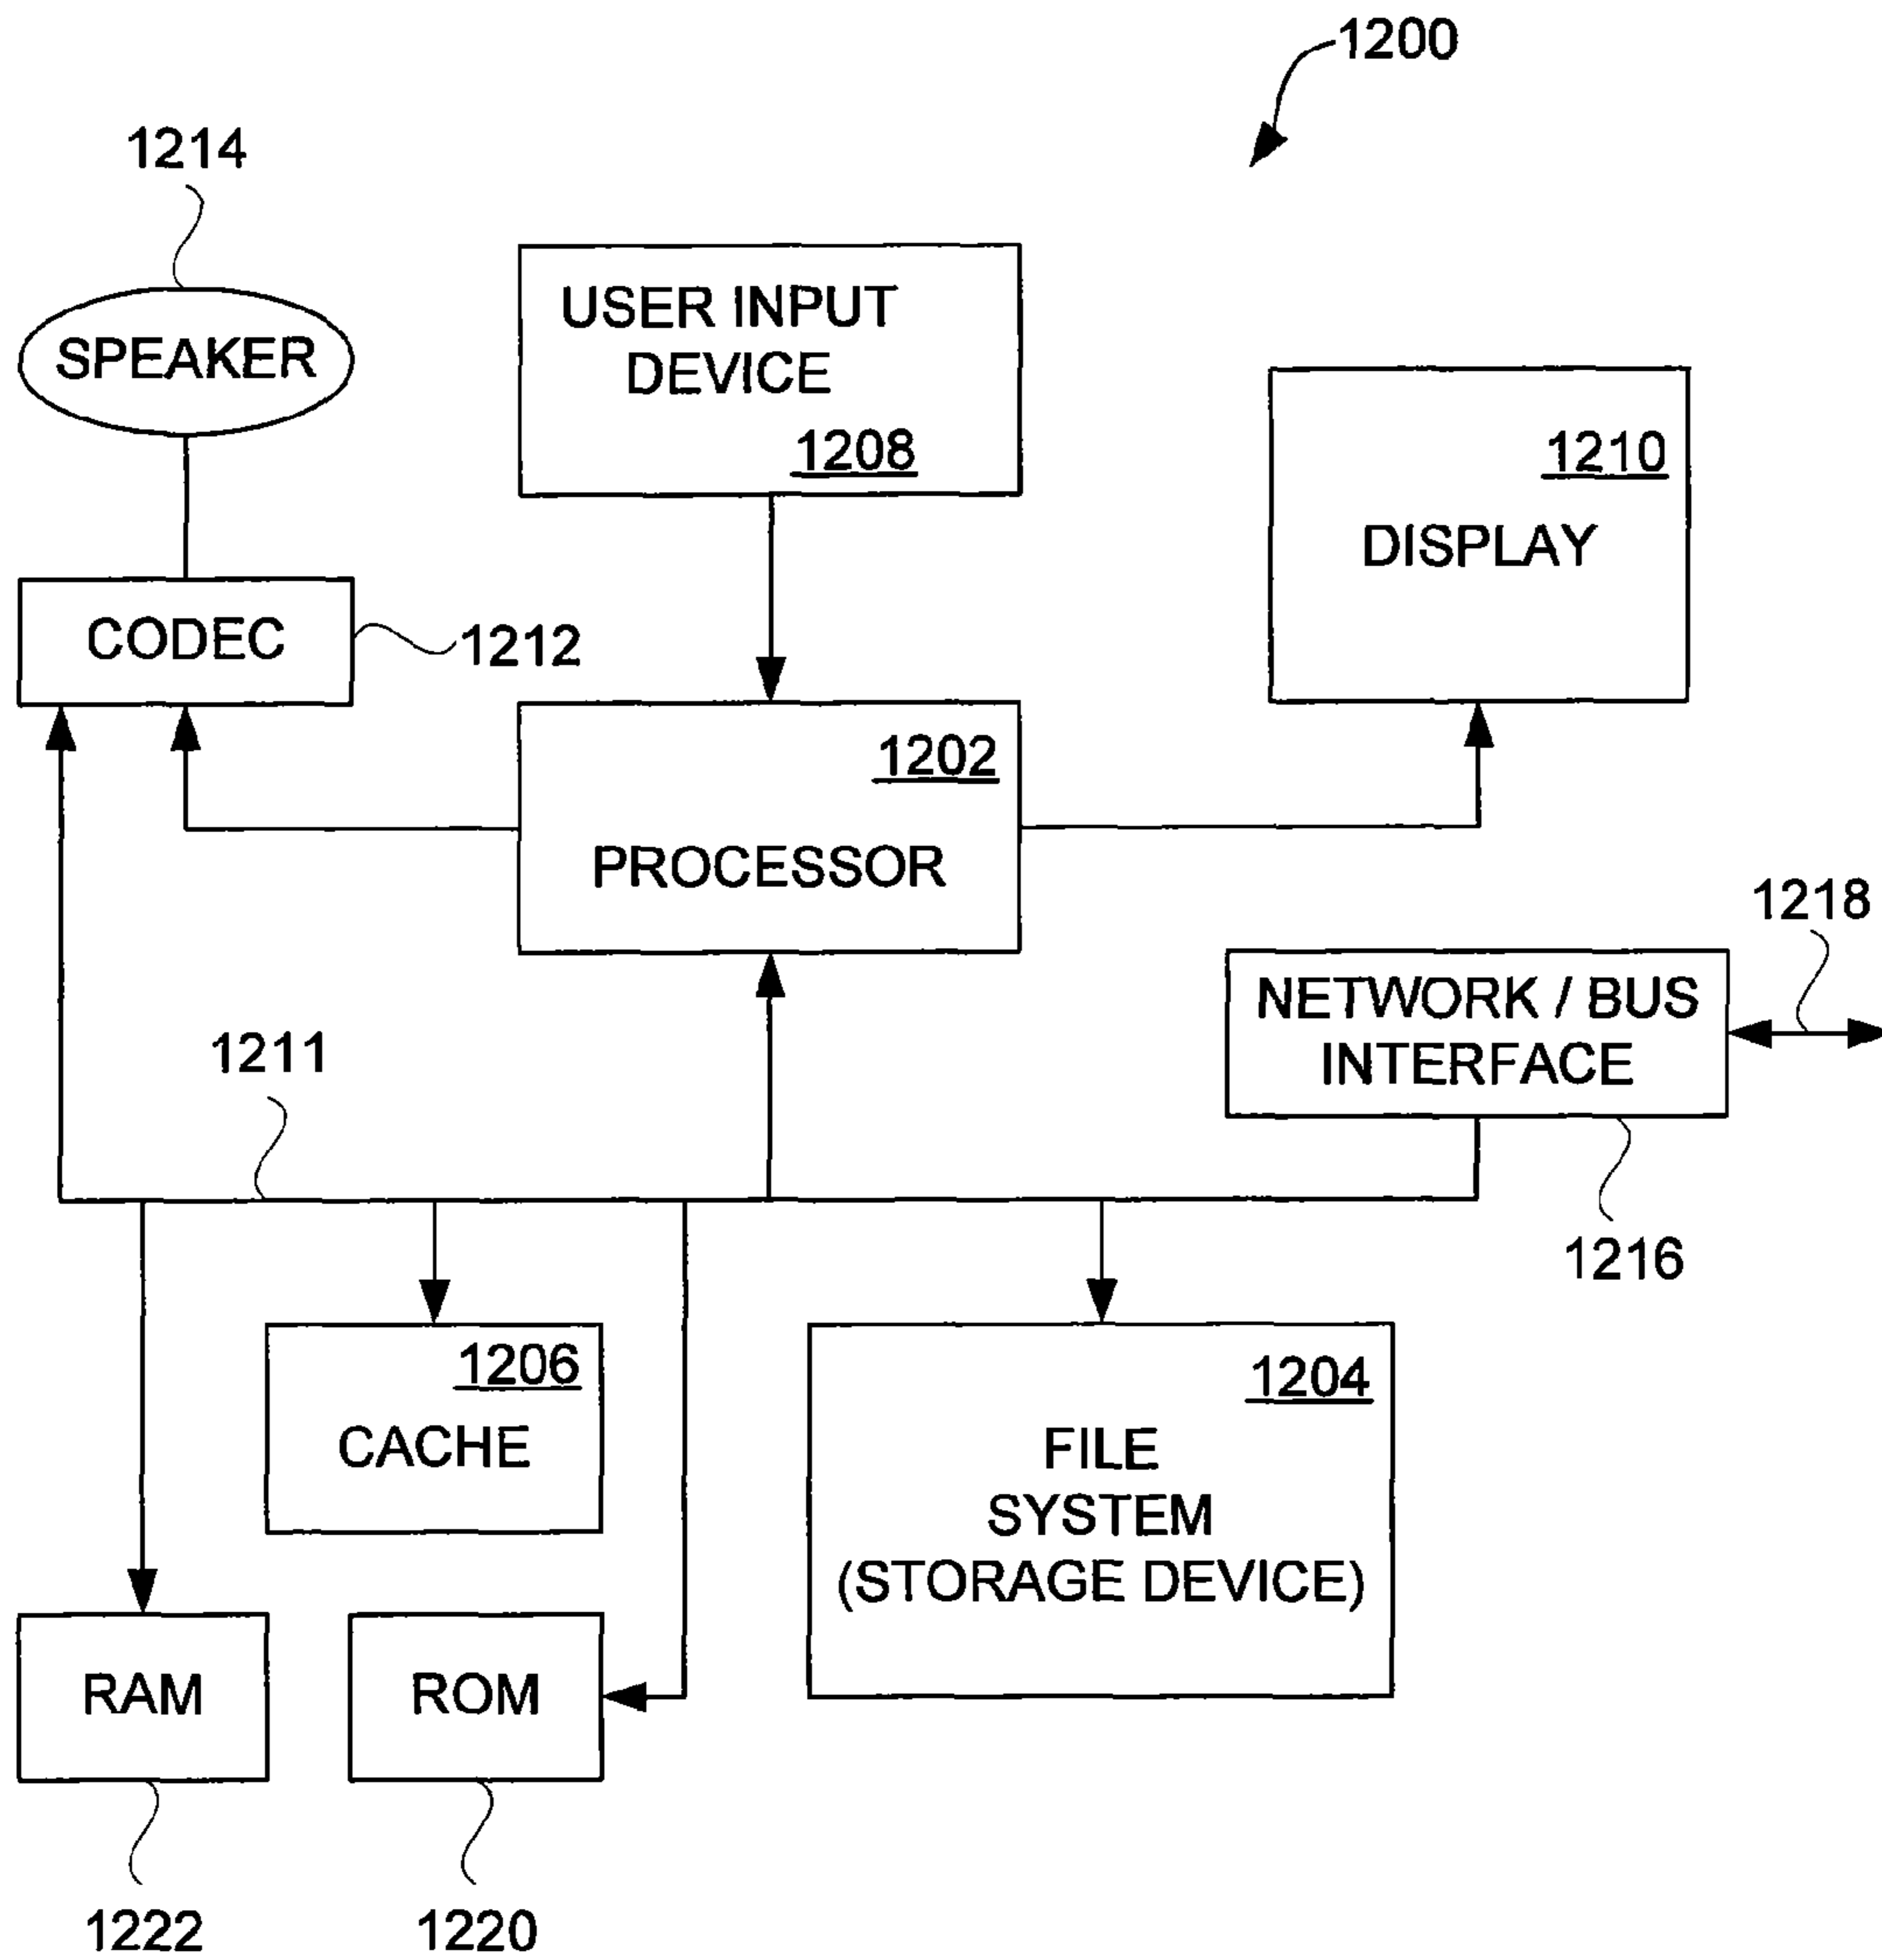 1200
1214
SPEAKER
USER INPUT
DEVICE
1208
1210
DISPLAY
CODEC
1212
1202
PROCESSOR
1218
NETWORK / BUS
INTERFACE
1211
1216
1206
CACHE
1204
FILE
SYSTEM
(STORAGE DEVICE)
RAM
ROM
1222
1220